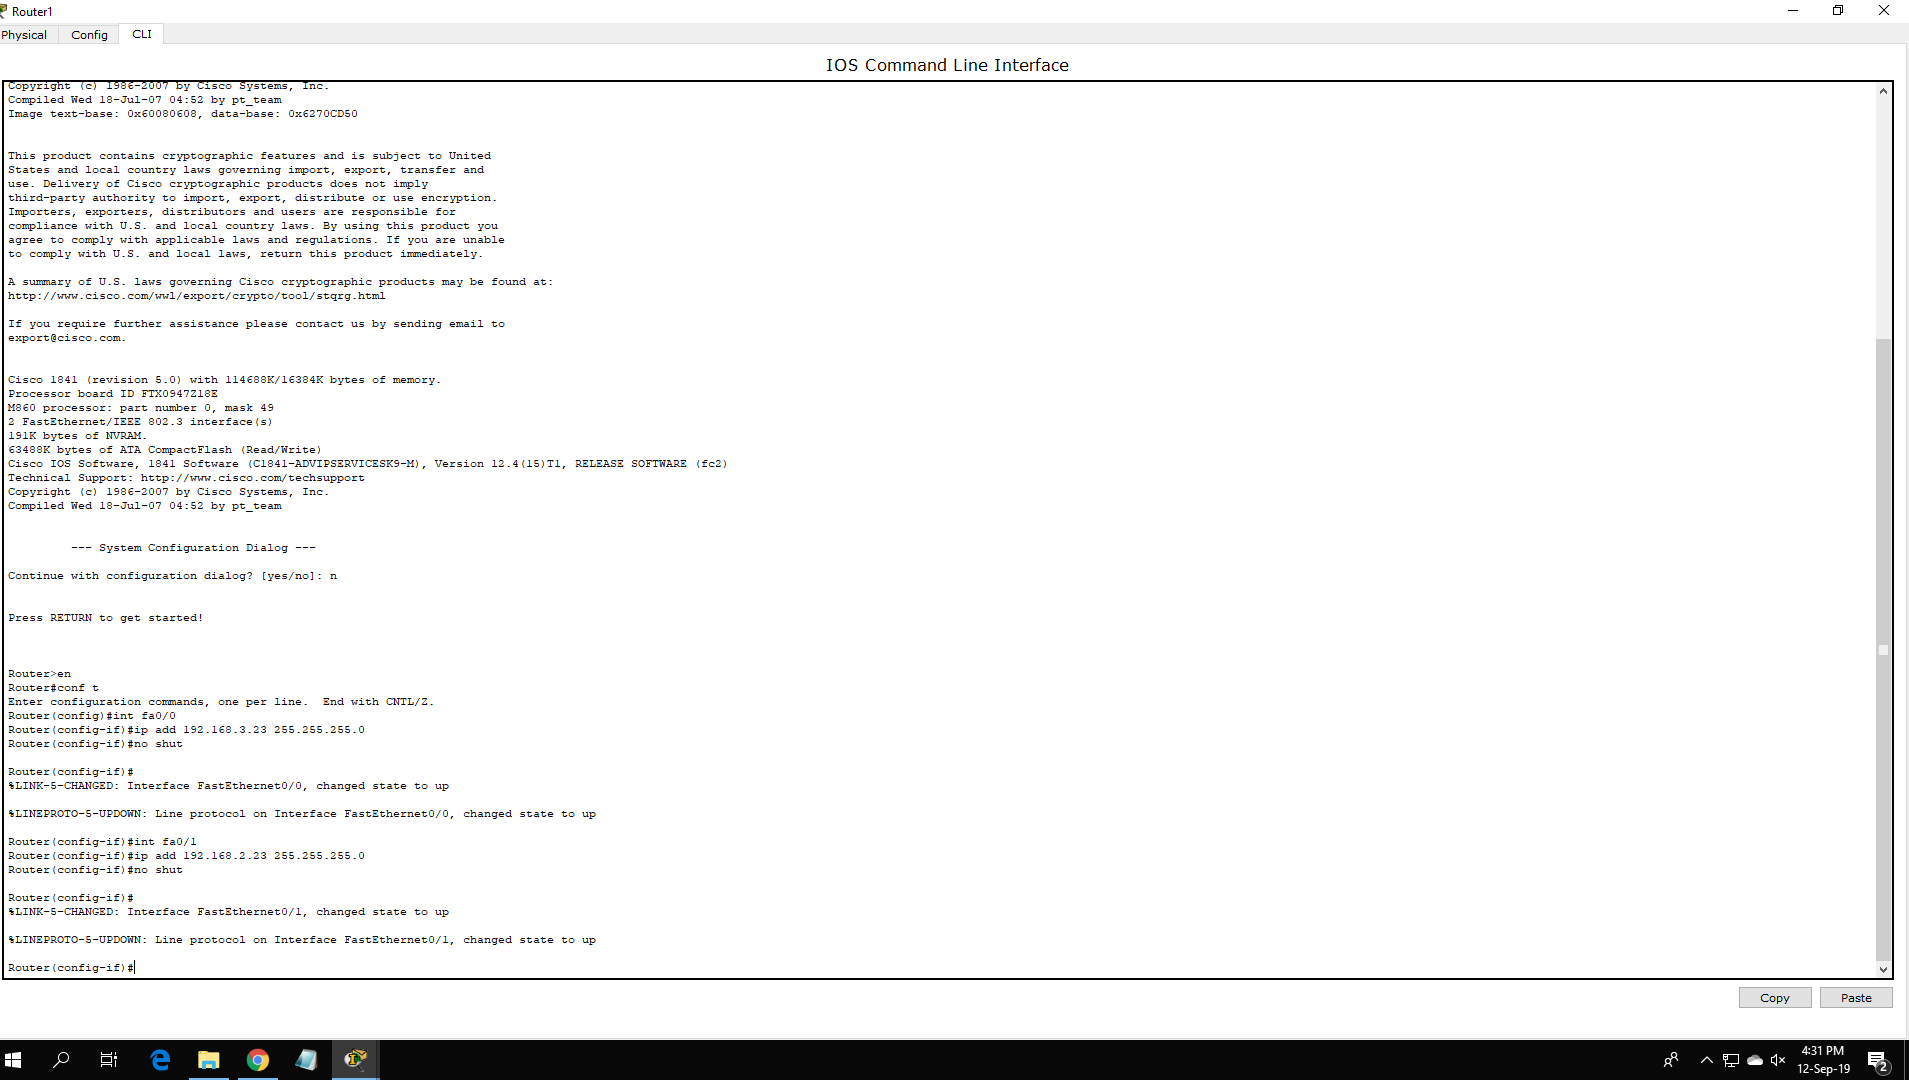 Router1
Physical
Config
CLI
IOS Command Line Interface
Copyright (c) 1986-2007 by Cisco Systems, Inc.
Compiled Wed 18-Jul-07 04:52 by pt_team
Image text-base: 0x60080608, data-base: 0x6270CD50
This product contains cryptographic features and is subject to United
States and local country laws governing import, export, transfer and
use. Delivery of Cisco cryptographic products does not imply
third-party authority to import, export, distribute or use encryption.
Importers, exporters, distributors and users are responsible for
compliance with U.S. and local country laws. By using this product you
agree to comply with applicable laws and regulations. If you are unable
to comply with U.S. and local laws, return this product immediately.
A summary of U.S. laws governing Cisco cryptographic products may be found at:
http://www.cisco.com/wwl/export/crypto/tool/stqrg.html
If you require further assistance please contact us by sending email to
export@cisco.com.
Cisco 1841 (revision 5.0) with 114688K/16384K bytes of memory.
Processor board ID FTX0947Z18E
M860 processor: part number 0, mask 49
2 FastEthernet/IEEE 802.3 interface(s)
191K bytes of NVRAM.
63488K bytes of ATA CompactFlash (Read/Write)
Cisco IOS Software, 1841 Software (C1841-ADVIPSERVICESK9-M), Version 12.4(15)T1, RELEASE SOFTWARE (fc2)
Technical Support: http://www.cisco.com/techsupport
Copyright (c) 1986-2007 by Cisco Systems, Inc.
Compiled Wed 18-Jul-07 04:52 by pt_team
--- System Configuration Dialog ---
Continue with configuration dialog? [yes/no]: n
Press RETURN to get started!
Router>en
Router#conf t
Enter configuration commands, one per line.  End with CNTL/Z.
Router(config)#int fa0/0
Router(config-if)#ip add 192.168.3.23 255.255.255.0
Router(config-if)#no shut
Router(config-if)#
%LINK-5-CHANGED: Interface FastEthernet0/0, changed state to up
%LINEPROTO-5-UPDOWN: Line protocol on Interface FastEthernet0/0, changed state to up
Router(config-if)#int fa0/1
Router(config-if)#ip add 192.168.2.23 255.255.255.0
Router(config-if)#no shut
Router(config-if)#
%LINK-5-CHANGED: Interface FastEthernet0/1, changed state to up
%LINEPROTO-5-UPDOWN: Line protocol on Interface FastEthernet0/1, changed state to up
Router(config-if)#
Copy
Paste
4:31 PM
12-Sep-19
2